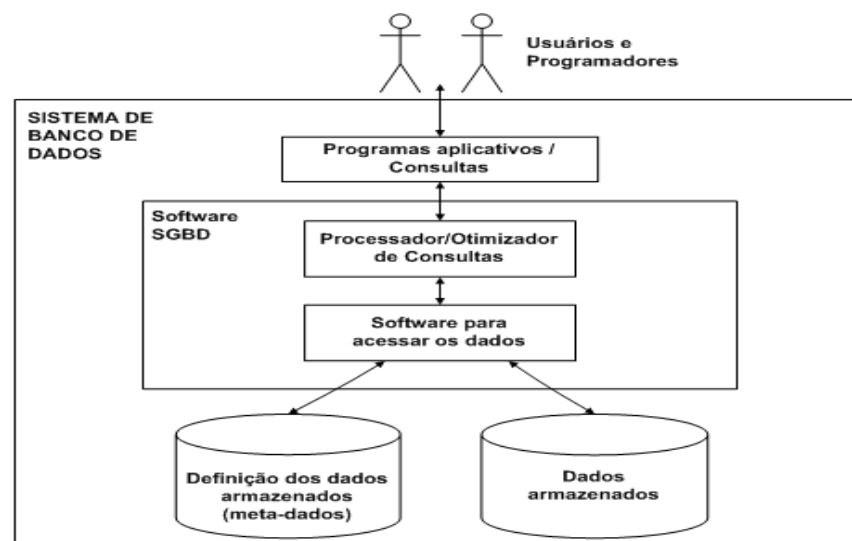 Usuários e
Programadores
SISTEMA DE
BANCO DE
DADOS
Programas aplicativos /
Consultas
Software
SGBD
Processador/Otimizador
de Consultas
Software para
acessar os dados
Definição dos dados
armazenados
(meta-dados)
Dados
armazenados